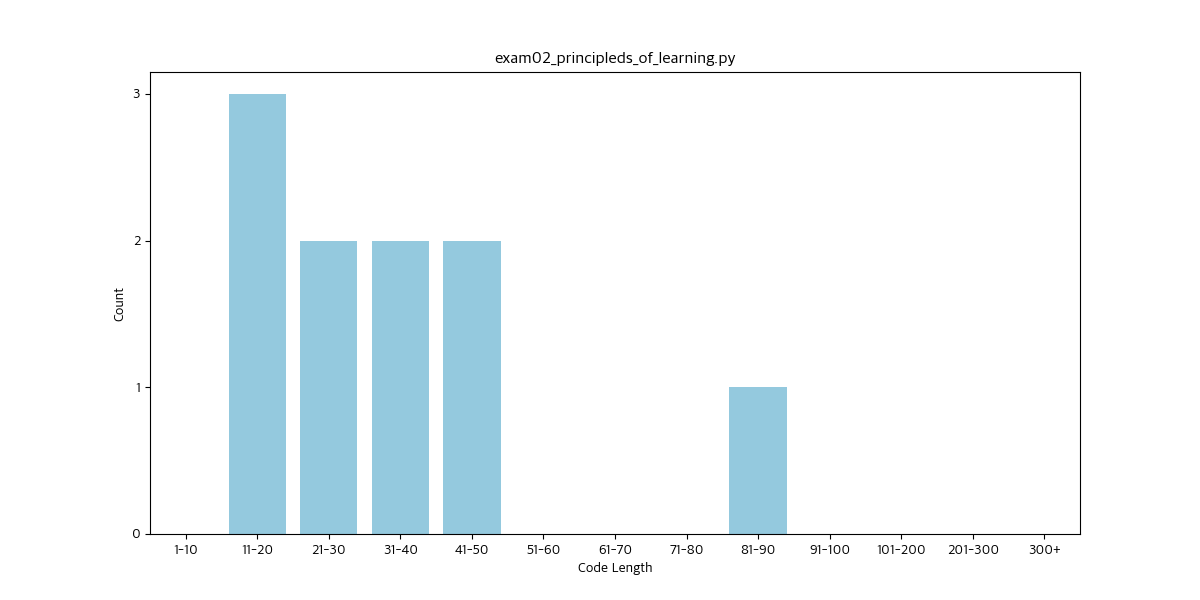 exam02_principleds_of_learning.py
3
2
1
0
Count
1-10 11-20 21-30 31-40 41-50 51-60 61-70 71-80 81-90 91-100 101-200 201-300 300+
Code Length